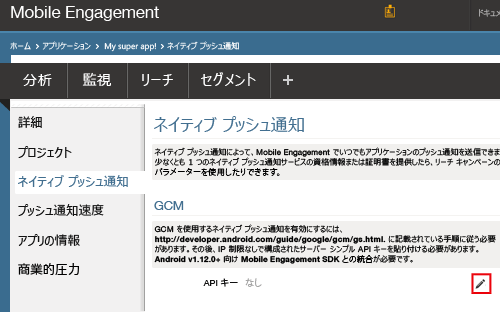 Mobile Engagement
ドキュメ
ホーム › アプリケーション › My super app! › ネイティブ プッシュ通知
分析 監視 リーチ セグメント +
詳細
プロジェクト
ネイティブ プッシュ通知
プッシュ通知速度
アプリの情報
商業的圧力
ネイティブ プッシュ通知
ネイティブ プッシュ通知によって、Mobile Engagement でいつでもアプリケーションのプッシュ通知を送信できま
少なくとも 1 つのネイティブ プッシュ通知サービスの資格情報または証明書を提供したら、リーチ キャンペーンの
パラメーターを使用したりできます。
GCM
GCM を使用するネイティブ プッシュ通知を有効にするには、
http://developer.android.com/guide/google/gcm/gs.html. に記載されている手順に従う必要
があります。その後、IP 制限なしで構成されたサーバー シンプル API キーを貼り付ける必要があります。
Android v1.12.0+ 向け Mobile Engagement SDK との統合が必要です。
API キー なし